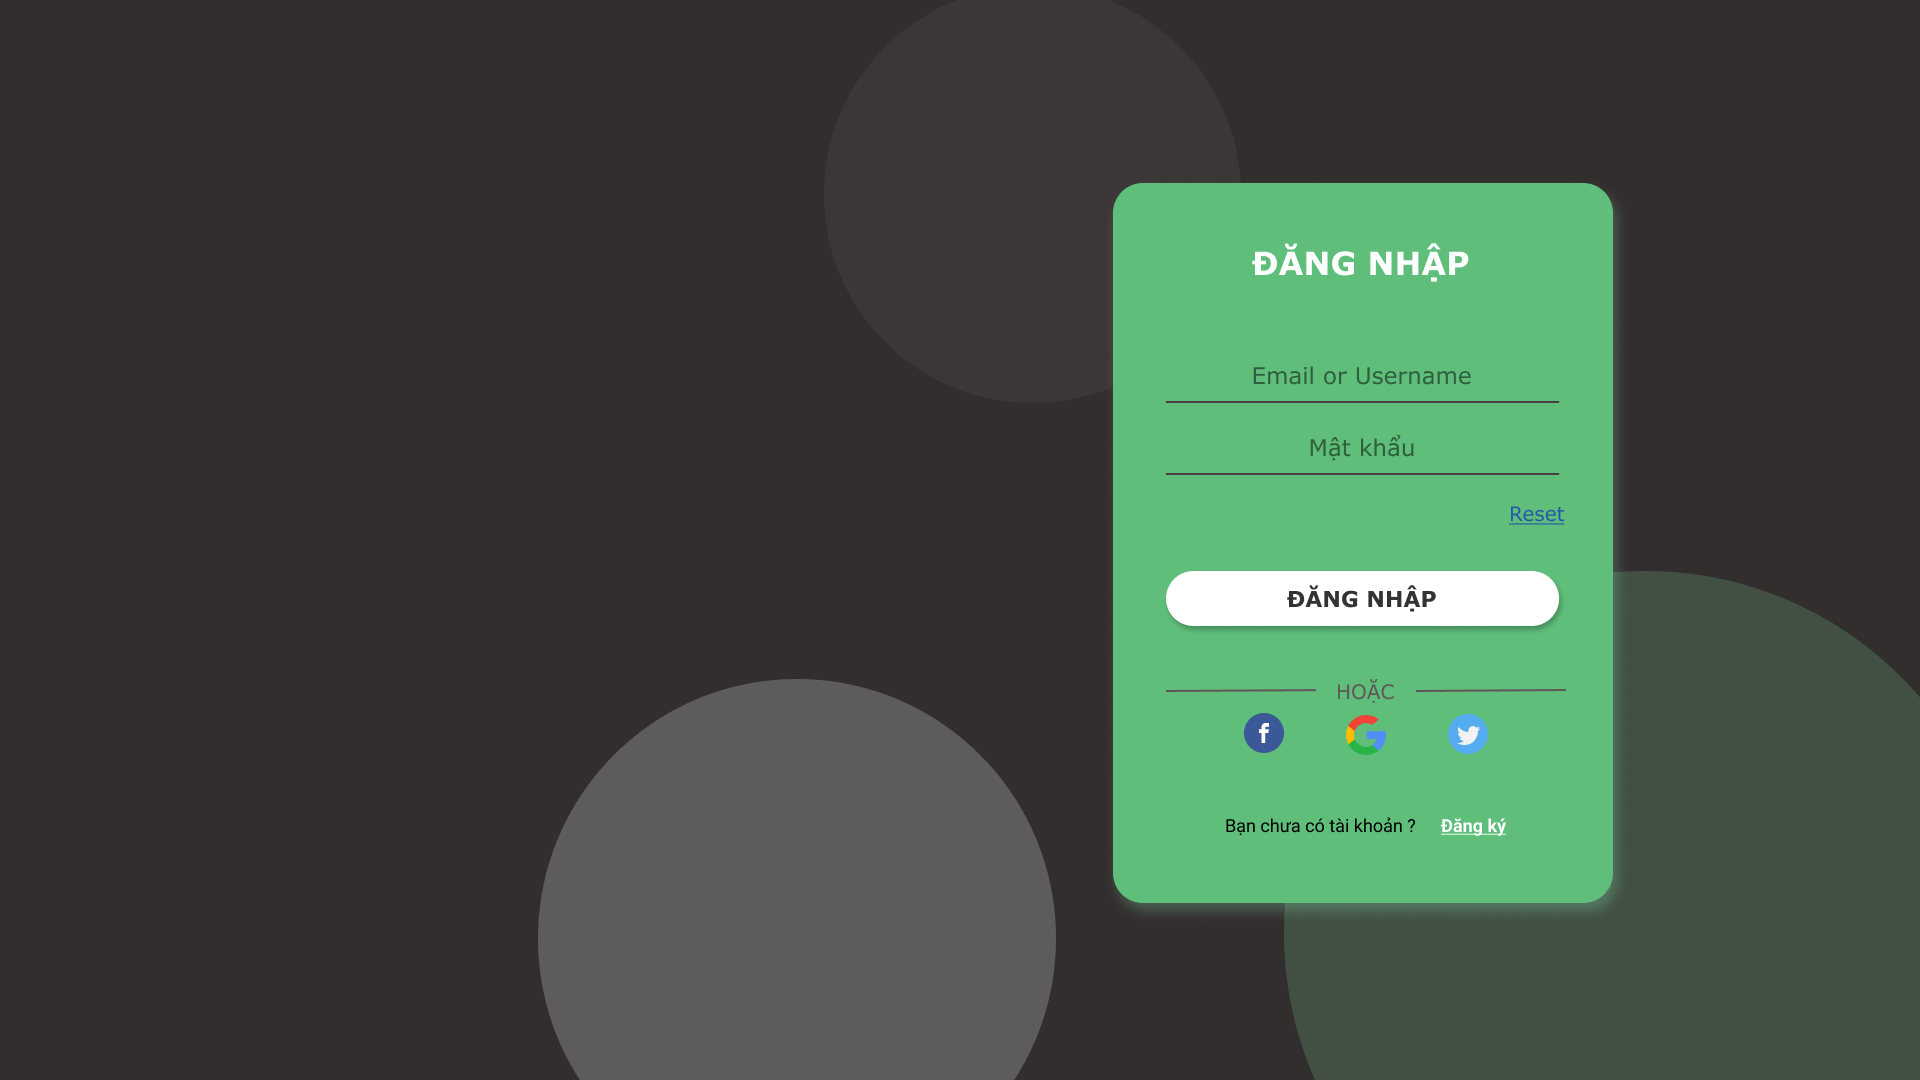 ĐĂNG NHẬP
Email or Username
Mật khẩu
Reset
ĐĂNG NHẬP
HOẶC
Bạn chưa có tài khoản ? Đăng ký